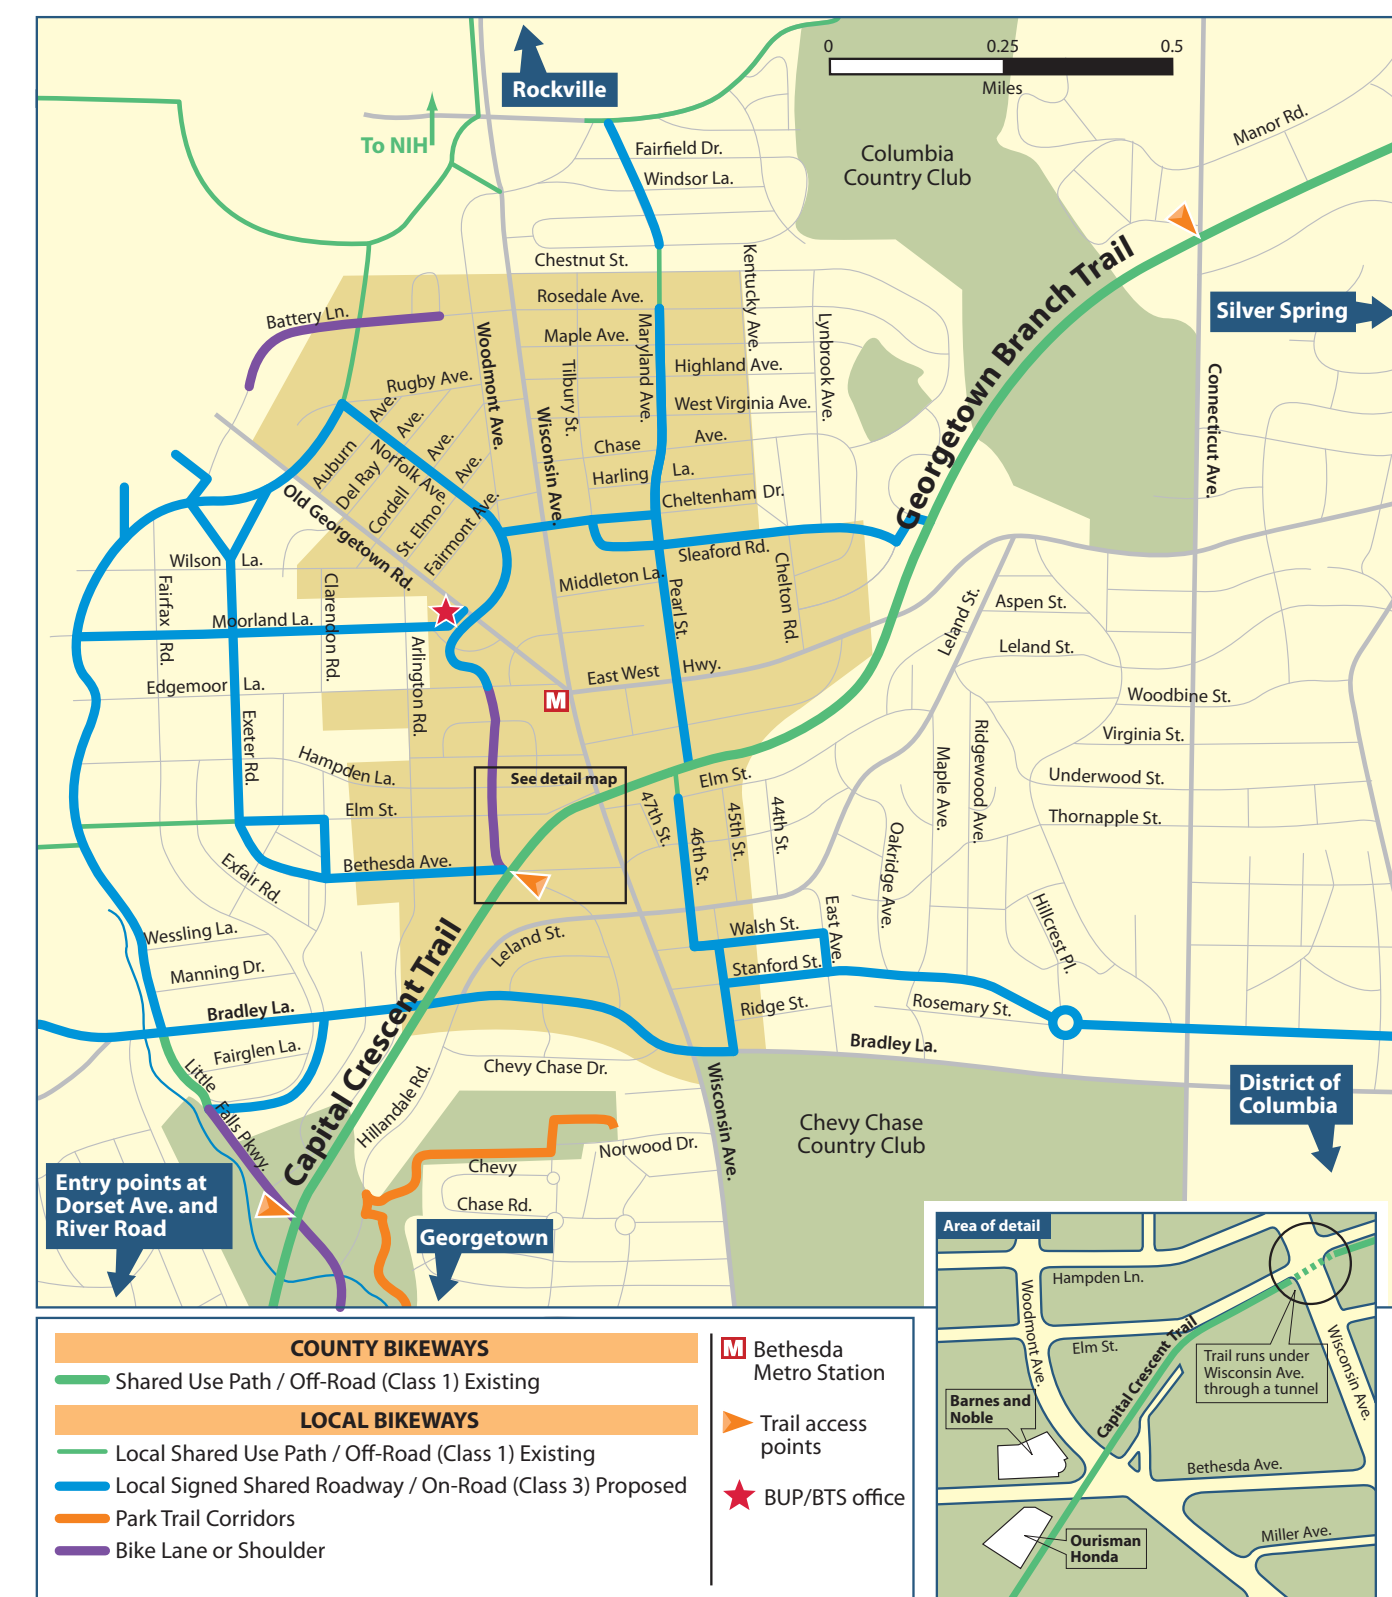 Rockville
To NIH
0
0.25
0.5
Miles
Manor Rd.
Fairfield Dr.
Windsor La.
Columbia
Country Club
Chestnut St.
Kentucky Ave.
Georgetown Branch Trail
Silver Spring
Rosedale Ave.
Battery Ln.
Woodmont Ave.
Maple Ave.
Maryland Ave.
Lynbrook Ave.
Highland Ave.
Tilbury St.
Rugby Ave.
West Virginia Ave.
Connecticut Ave.
Wisconsin Ave.
Auburn
Ave.
Del Ray
Ave.
Norfolk Ave.
Cordell
Ave.
St. Elmo
Ave.
Fairmont Ave.
Chase
Ave.
Harling
La.
Cheltenham Dr.
Old Georgetown Rd.
Sleaford Rd.
Wilson
La.
Middleton La.
Chelton Rd.
Fairfax
Rd.
Clarendon Rd.
Pearl St.
Leland St.
Aspen St.
Moorland La.
Arlington Rd.
Leland St.
East West
Hwy.
Edgemoor
La.
M
Woodbine St.
Exeter Rd.
Virginia St.
Maple Ave.
Ridgewood Ave.
Hampden La.
See detail map
Elm St.
Underwood St.
Elm St.
47th St.
46th St.
45th St.
44th St.
Thornapple St.
Oakridge Ave.
Bethesda Ave.
Exfair Rd.
Hillcrest Pl.
East Ave.
Wessling La.
Leland St.
Walsh St.
Manning Dr.
Stanford St.
Capital Crescent Trail
Bradley La.
Ridge St.
Rosemary St.
Fairglen La.
Bradley La.
Chevy Chase Dr.
Little
Falls Pkwy.
Hillandale Rd.
Wisconsin Ave.
Chevy Chase
Country Club
District of
Columbia
Norwood Dr.
Chevy
Chase Rd.
Entry points at
Dorset Ave. and
River Road
Georgetown
Area of detail
Hampden Ln.
Woodmont Ave.
Elm St.
Capital Crescent Trail
Trail runs under
Wisconsin Ave.
through a tunnel
Wisconsin Ave.
Barnes and
Noble
Bethesda Ave.
Miller Ave.
Ourisman
Honda
COUNTY BIKEWAYS
Shared Use Path / Off-Road (Class 1) Existing
LOCAL BIKEWAYS
Local Shared Use Path / Off-Road (Class 1) Existing
Local Signed Shared Roadway / On-Road (Class 3) Proposed
Park Trail Corridors
Bike Lane or Shoulder
M Bethesda
Metro Station
Trail access
points
BUP/BTS office